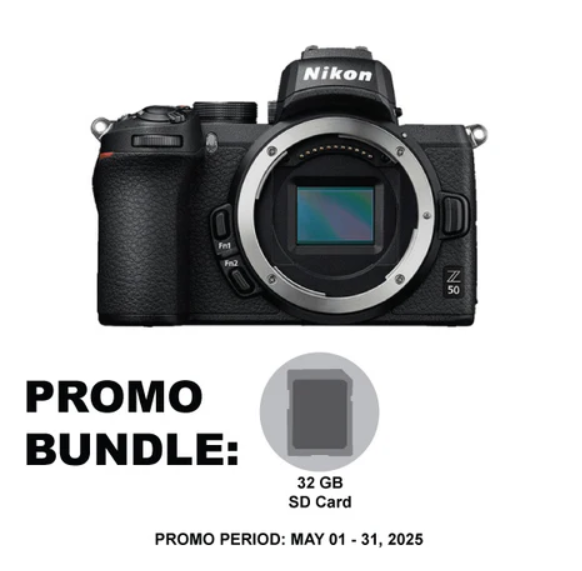 Nikon
Fn1
Fn2
Z
50
PROMO
BUNDLE:
32 GB
SD Card
PROMO PERIOD: MAY 01 - 31, 2025